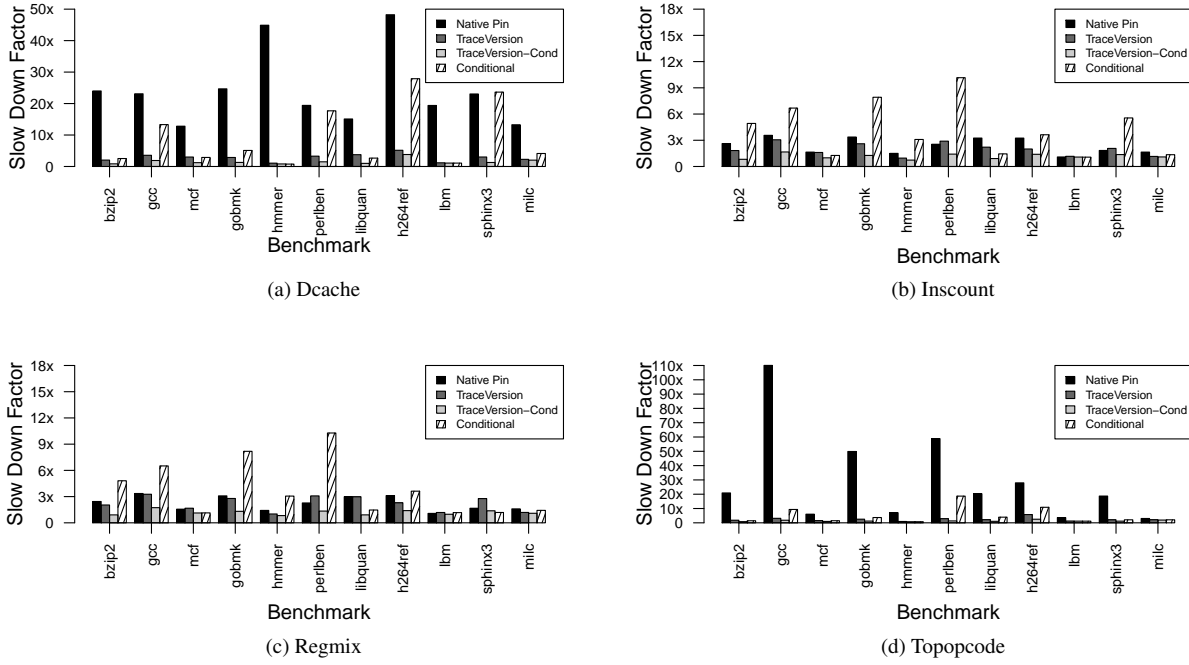 Slow Down Factor
50x
40x
30x
20x
10x
0
Native Pin
TraceVersion
TraceVersion−Cond
Conditional
bzip2
gcc
mcf
gobmk
hmmer
perlben
libquan
h264ref
lbm
sphinx3
milc
Benchmark
(a) Dcache
Slow Down Factor
18x
15x
12x
9x
6x
3x
0
Native Pin
TraceVersion
TraceVersion−Cond
Conditional
bzip2
gcc
mcf
gobmk
hmmer
perlben
libquan
h264ref
lbm
sphinx3
milc
Benchmark
(b) Inscount
Slow Down Factor
18x
15x
12x
9x
6x
3x
0
Native Pin
TraceVersion
TraceVersion−Cond
Conditional
bzip2
gcc
mcf
gobmk
hmmer
perlben
libquan
h264ref
lbm
sphinx3
milc
Benchmark
(c) Regmix
Slow Down Factor
110x
100x
90x
80x
70x
60x
50x
40x
30x
20x
10x
0
Native Pin
TraceVersion
TraceVersion−Cond
Conditional
bzip2
gcc
mcf
gobmk
hmmer
perlben
libquan
h264ref
lbm
sphinx3
milc
Benchmark
(d) Topopcode